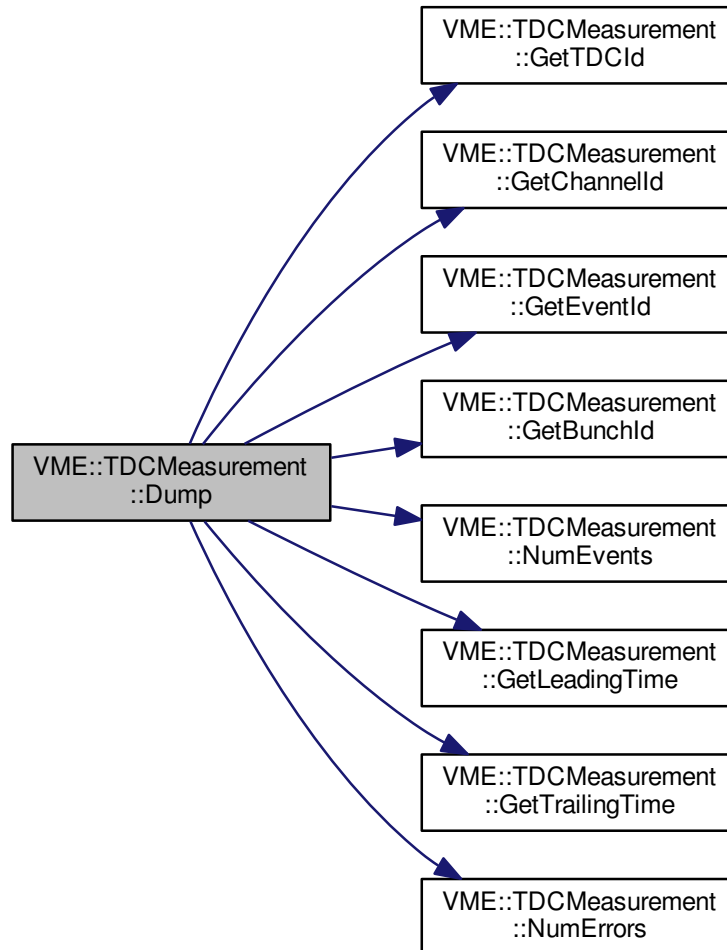 VME::TDCMeasurement
::GetTDCId
VME::TDCMeasurement
::GetChannelId
VME::TDCMeasurement
::GetEventId
VME::TDCMeasurement
::GetBunchId
VME::TDCMeasurement
::Dump
VME::TDCMeasurement
::NumEvents
VME::TDCMeasurement
::GetLeadingTime
VME::TDCMeasurement
::GetTrailingTime
VME::TDCMeasurement
::NumErrors